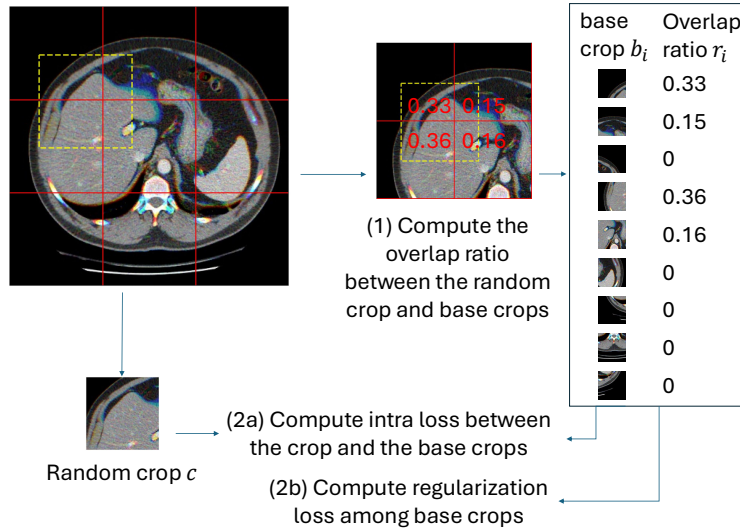 base Overlap
crop bᵢ ratio rᵢ
0.33
0.15
0
0.36
0.16
0
0
0
0
0.33 0.15
0.36 0.16
(1) Compute the
overlap ratio
between the random
crop and base crops
(2a) Compute intra loss between
the crop and the base crops
Random crop c
(2b) Compute regularization
loss among base crops